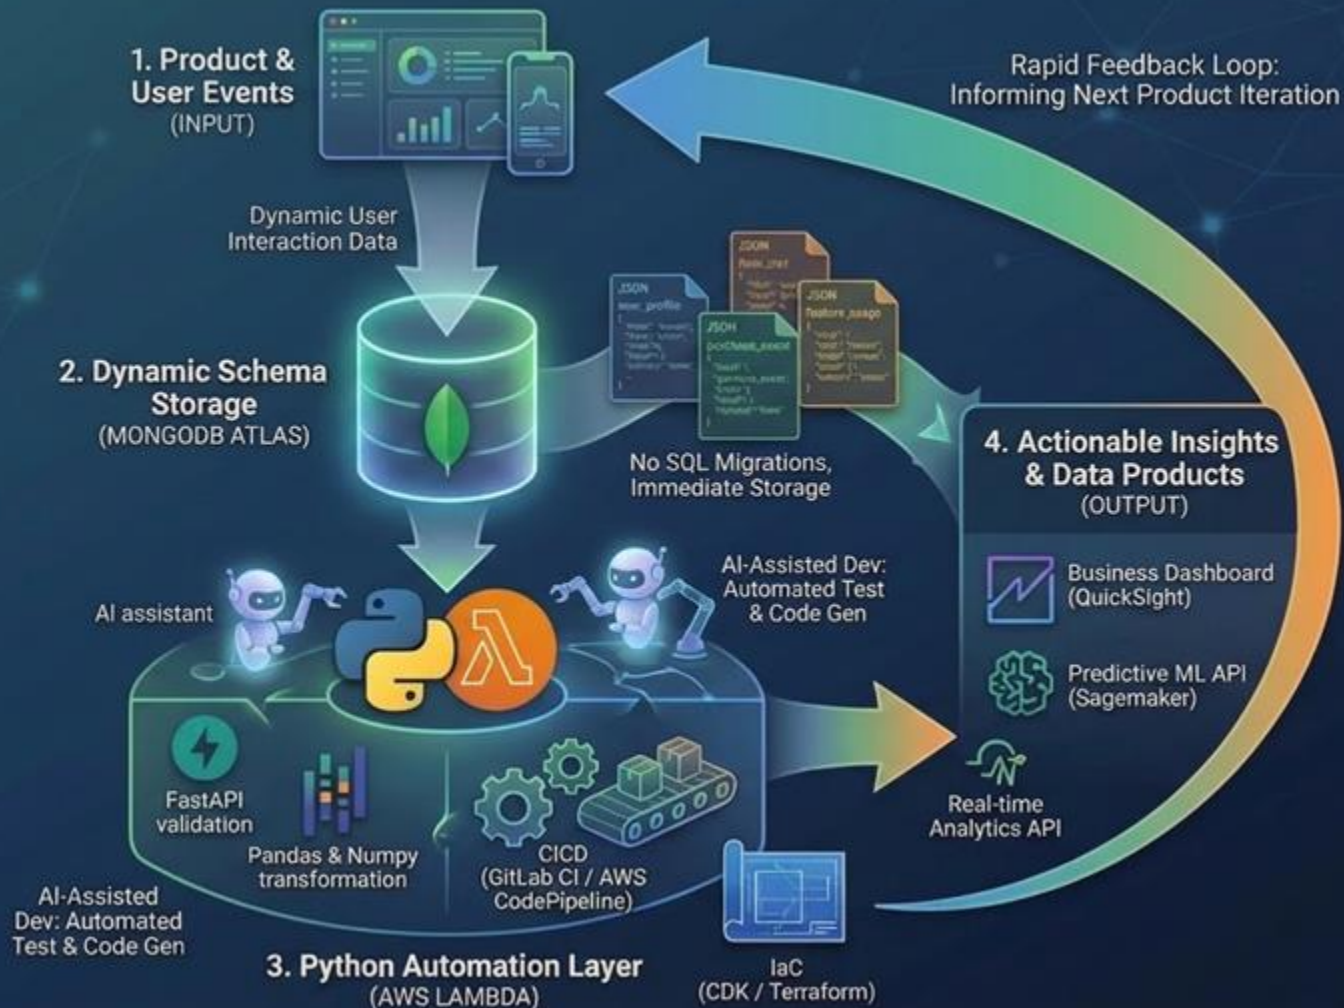 1. Product &
User Events
(INPUT)
Rapid Feedback Loop:
Informing Next Product Iteration
Dynamic User
Interaction Data
2. Dynamic Schema
Storage
(MONGODB ATLAS)
JSON
JSON
No SQL Migrations,
Immediate Storage
4. Actionable Insights
& Data Products
(OUTPUT)
Business Dashboard
(QuickSight)
Predictive ML API
(Sagemaker)
Real-time
Analytics API
AI assistant
AI-Assisted Dev:
Automated Test
& Code Gen
FastAPI
validation
Pandas & Numpy
transformation
CICD
(GitLab CI / AWS
CodePipeline)
AI-Assisted
Dev: Automated
Test & Code Gen
3. Python Automation Layer
(AWS LAMBDA)
IaC
(CDK / Terraform)